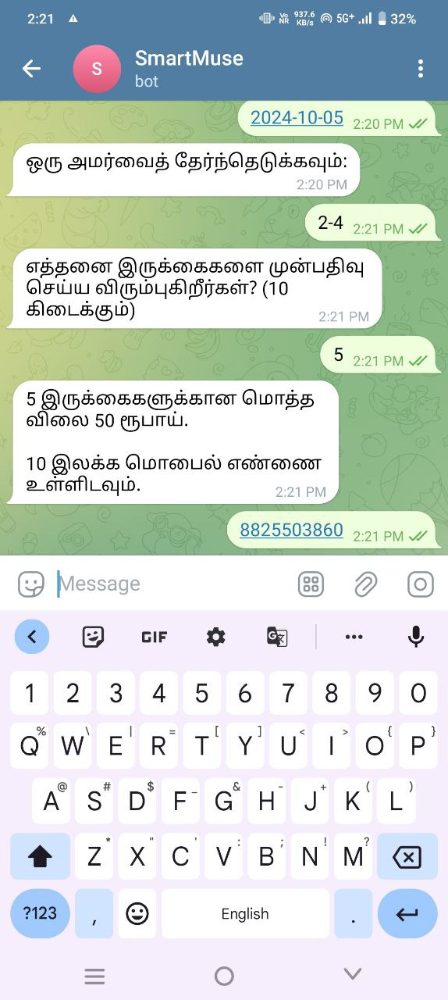 2:21
Vo
NR
937.6
KB/s
5G+
32%
S
SmartMuse
bot
2024-10-05
2:20 PM
ஒரு அமர்வைத் தேர்ந்தெடுக்கவும்:
2:20 PM
2-4
2:21 PM
எத்தனை இருக்கைகளை முன்பதிவு
செய்ய விரும்புகிறீர்கள்? (10
கிடைக்கும்)
2:21 PM
5
2:21 PM
5 இருக்கைகளுக்கான மொத்த
விலை 50 ரூபாய்.
10 இலக்க மொபைல் எண்ணை
உள்ளிடவும்.
2:21 PM
8825503860
2:21 PM
Message
GIF
G
...
1 2 3 4 5 6 7 8 9 0
% \ | = [ ] < > { }
Q W E R T Y U I O P
@ # $ _ & - + ( )
A S D F G H J K L
* " ' : ; ! ?
Z X C V B N M
?123 , English .